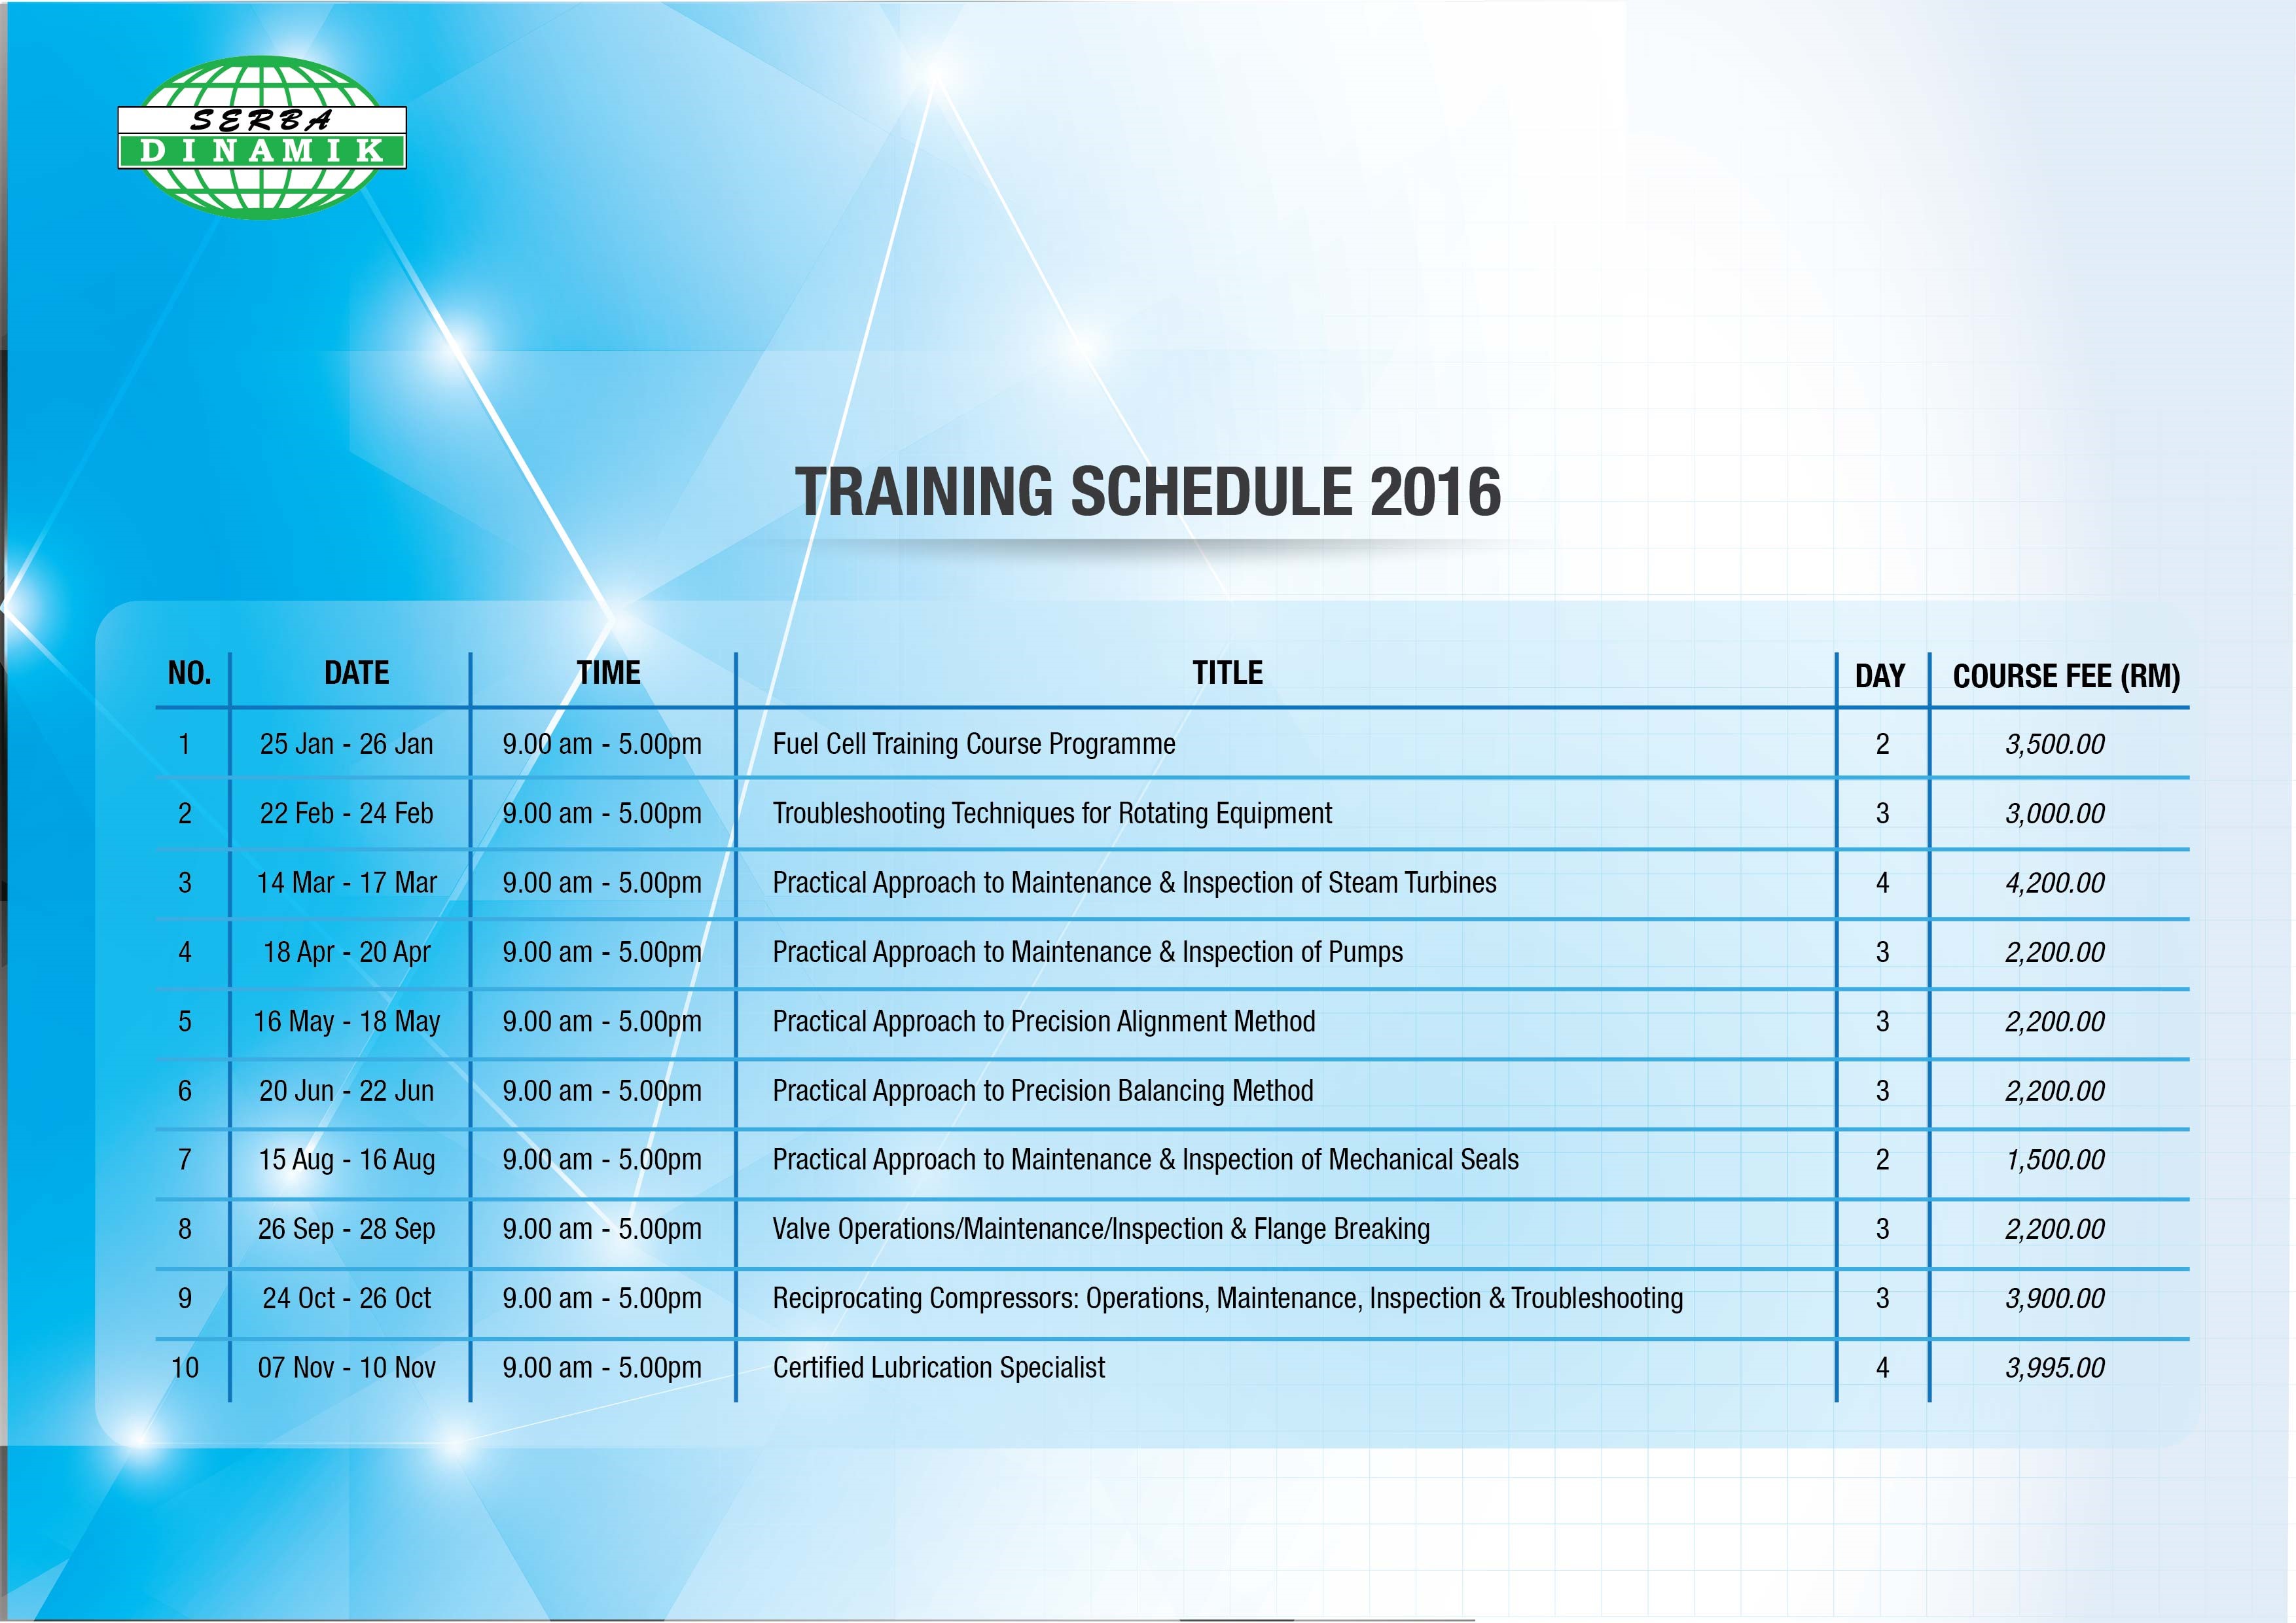 SERBA
DINAMIK
TRAINING SCHEDULE 2016
NO. DATE TIME TITLE DAY COURSE FEE (RM)
1 25 Jan - 26 Jan 9.00 am - 5.00pm Fuel Cell Training Course Programme 2 3,500.00
2 22 Feb - 24 Feb 9.00 am - 5.00pm Troubleshooting Techniques for Rotating Equipment 3 3,000.00
3 14 Mar - 17 Mar 9.00 am - 5.00pm Practical Approach to Maintenance & Inspection of Steam Turbines 4 4,200.00
4 18 Apr - 20 Apr 9.00 am - 5.00pm Practical Approach to Maintenance & Inspection of Pumps 3 2,200.00
5 16 May - 18 May 9.00 am - 5.00pm Practical Approach to Precision Alignment Method 3 2,200.00
6 20 Jun - 22 Jun 9.00 am - 5.00pm Practical Approach to Precision Balancing Method 3 2,200.00
7 15 Aug - 16 Aug 9.00 am - 5.00pm Practical Approach to Maintenance & Inspection of Mechanical Seals 2 1,500.00
8 26 Sep - 28 Sep 9.00 am - 5.00pm Valve Operations/Maintenance/Inspection & Flange Breaking 3 2,200.00
9 24 Oct - 26 Oct 9.00 am - 5.00pm Reciprocating Compressors: Operations, Maintenance, Inspection & Troubleshooting 3 3,900.00
10 07 Nov - 10 Nov 9.00 am - 5.00pm Certified Lubrication Specialist 4 3,995.00